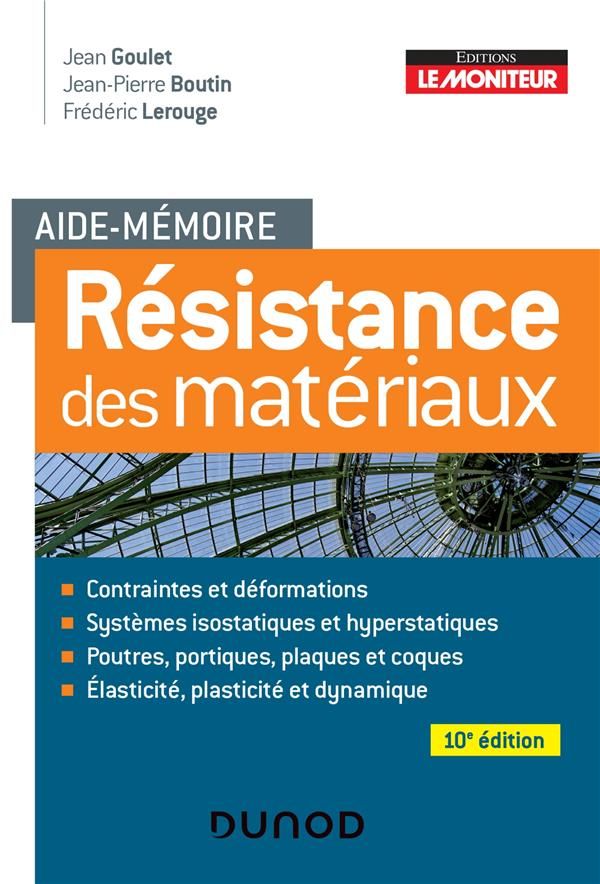 Jean Goulet
Jean-Pierre Boutin
Frédéric Lerouge
EDITIONS
LE MONITEUR
AIDE-MÉMOIRE
Résistance
des matériaux
Contraintes et déformations
Systèmes isostatiques et hyperstatiques
Poutres, portiques, plaques et coques
Élasticité, plasticité et dynamique
10e édition
DUNOD